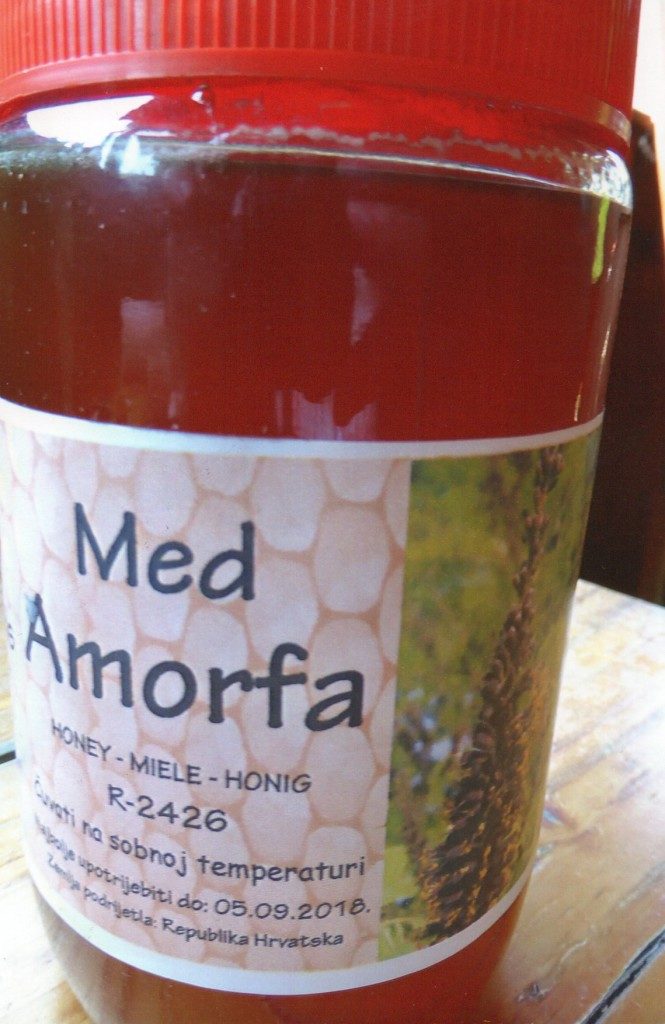 Med
Amorfa
HONEY - MIELE - HONIG
R-2426
Čuvati na sobnoj temperaturi
Najbolje upotrijebiti do: 05.09.2018.
Zemlja podrijetla: Republika Hrvatska